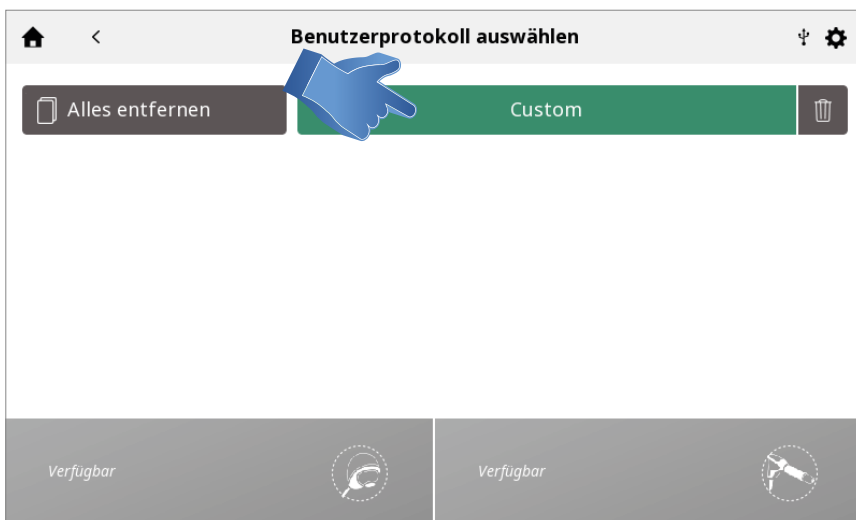 Benutzerprotokoll auswählen
Alles entfernen
Custom
Verfügbar
Verfügbar